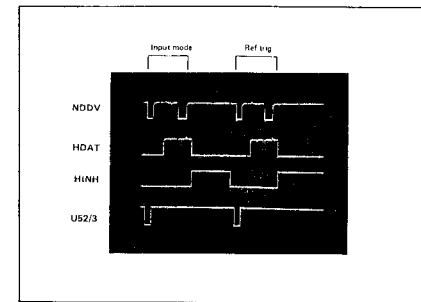 Input mode Ref trig
NDDV
HDAT
HINH
U52/3